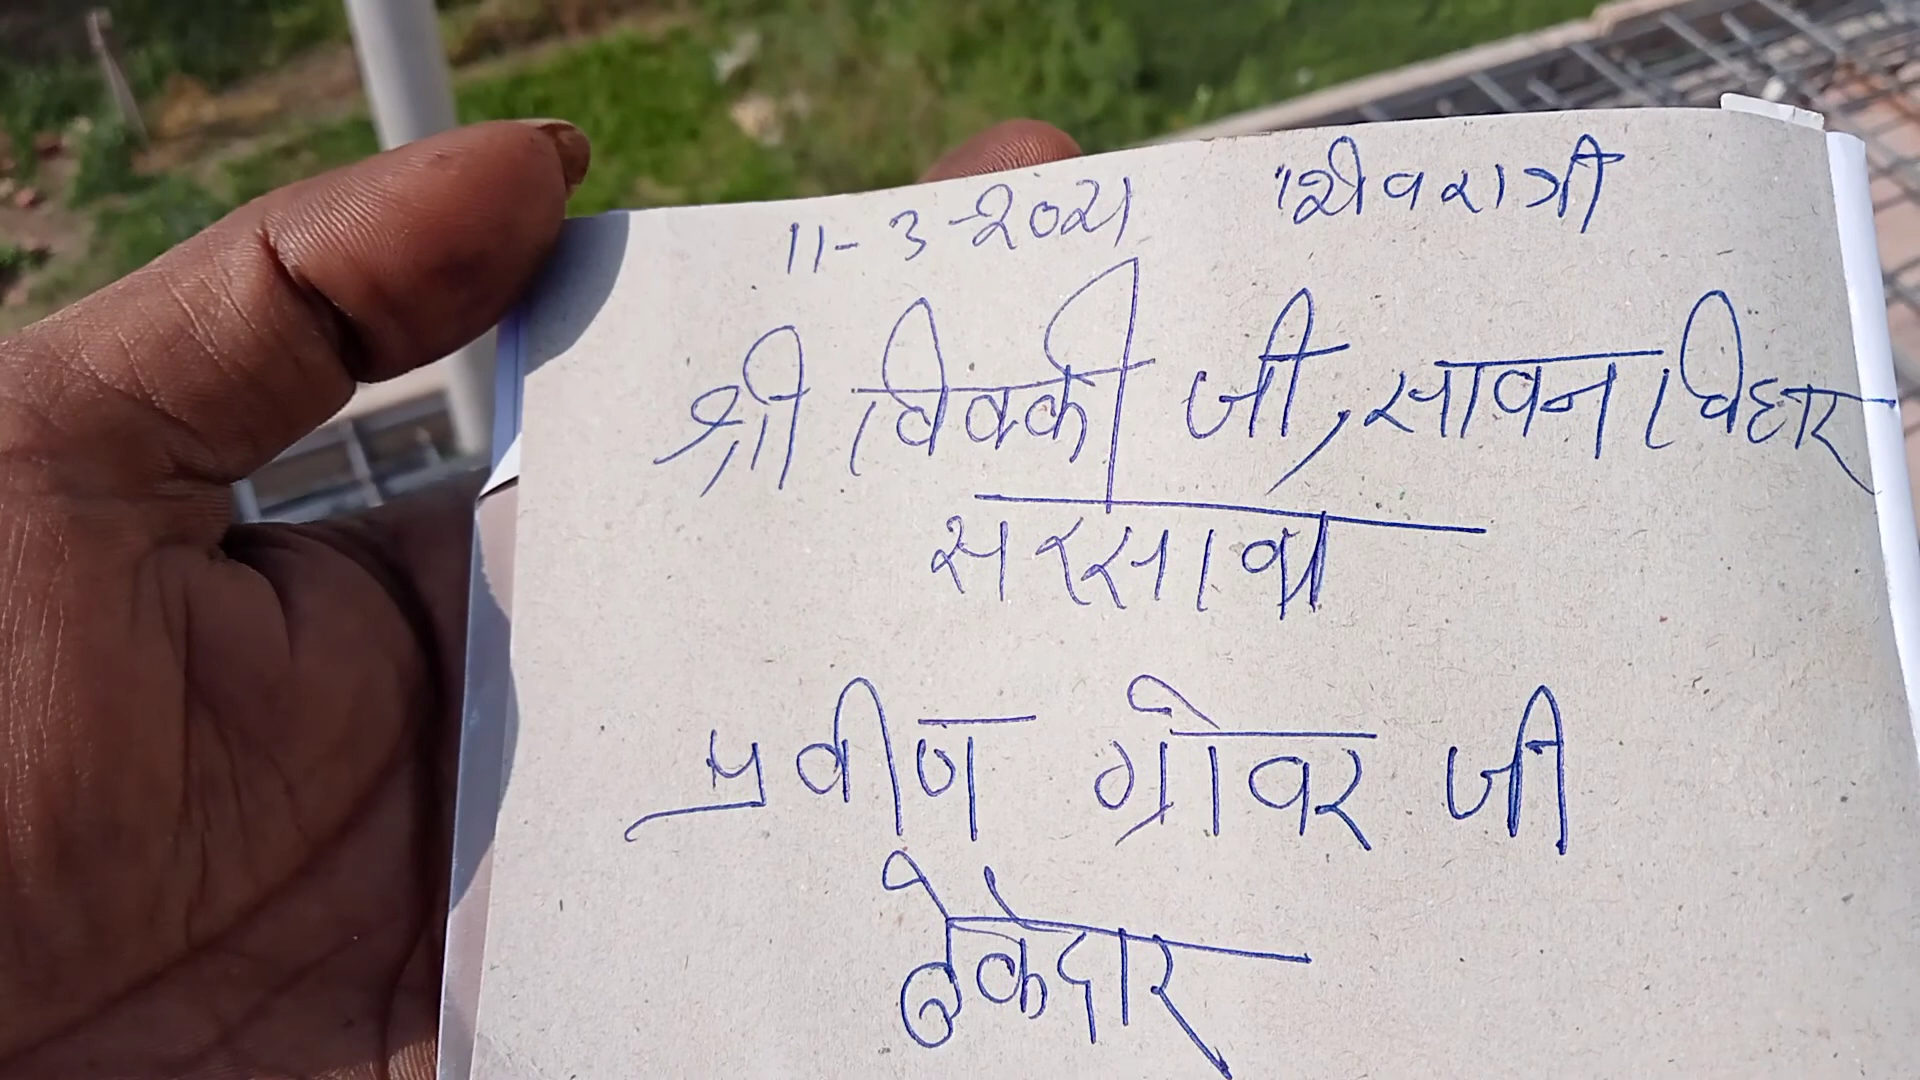 11-3-2021 शिवरात्री
श्री विक्की जी, सावन विहार
सरसावा
प्रवीण ग्रोवर जी
ठेकेदार